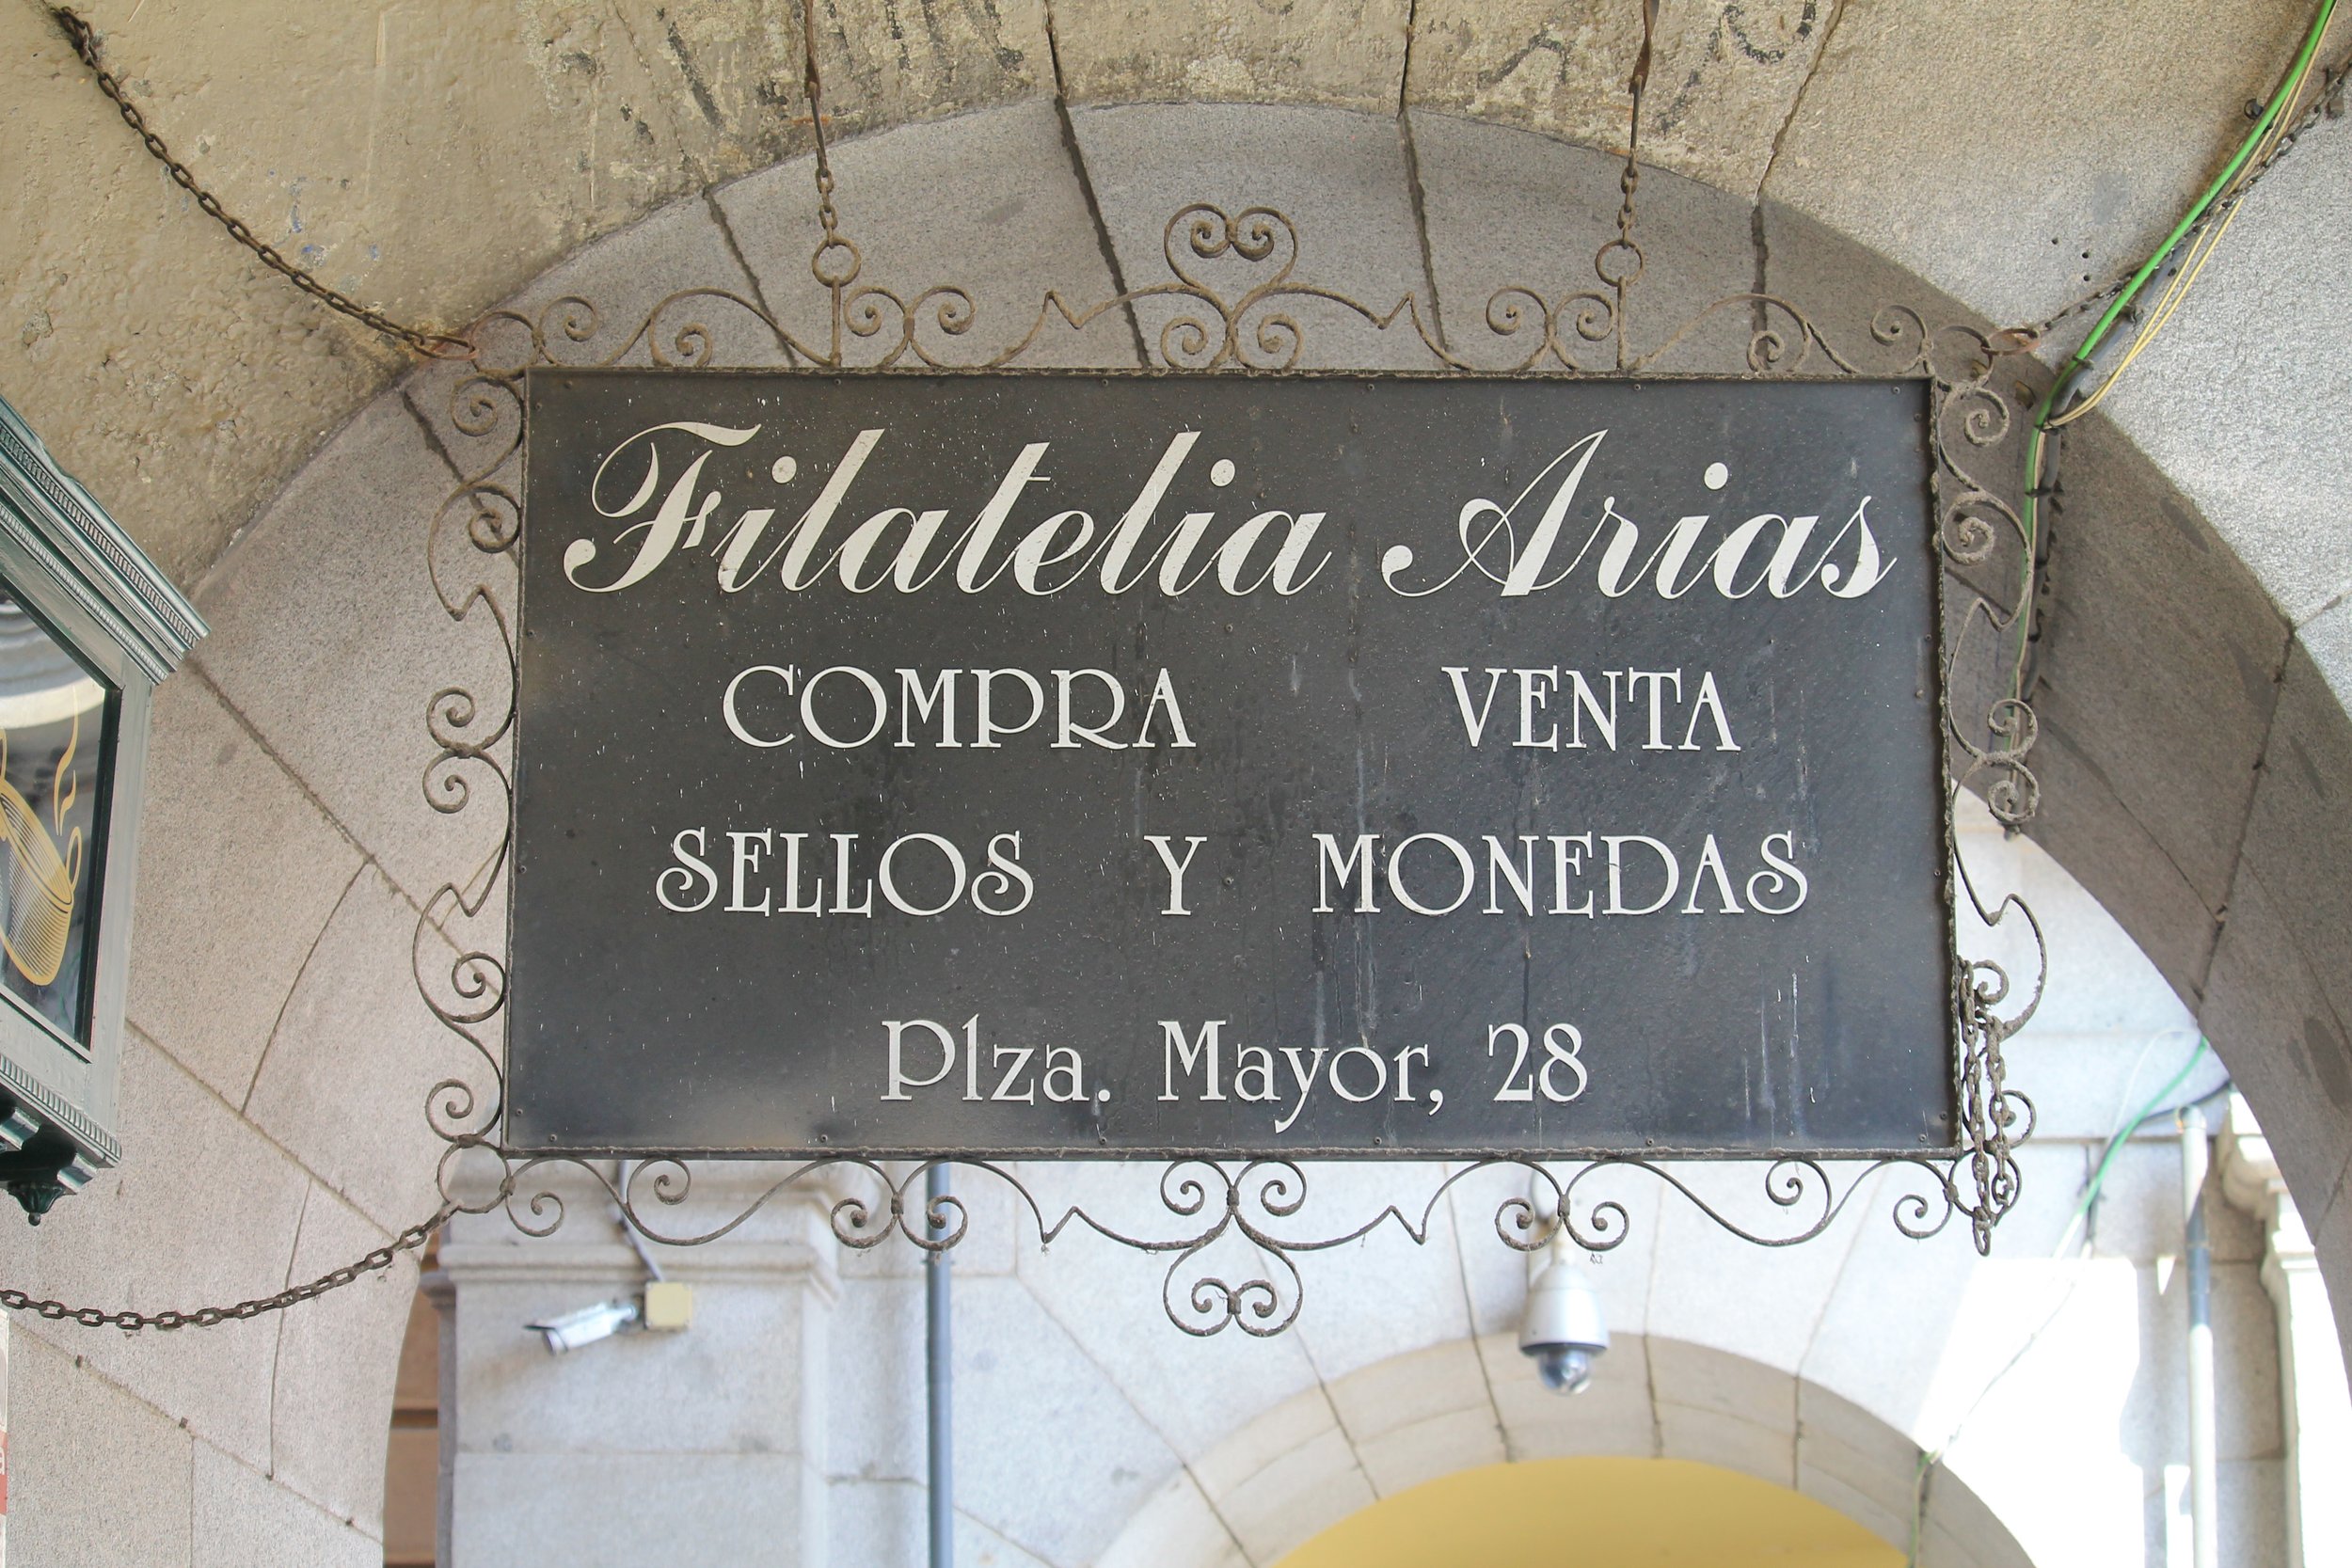 Filatelia Arias
COMPRA VENTA
SELLOS Y MONEDAS
Plza. Mayor, 28